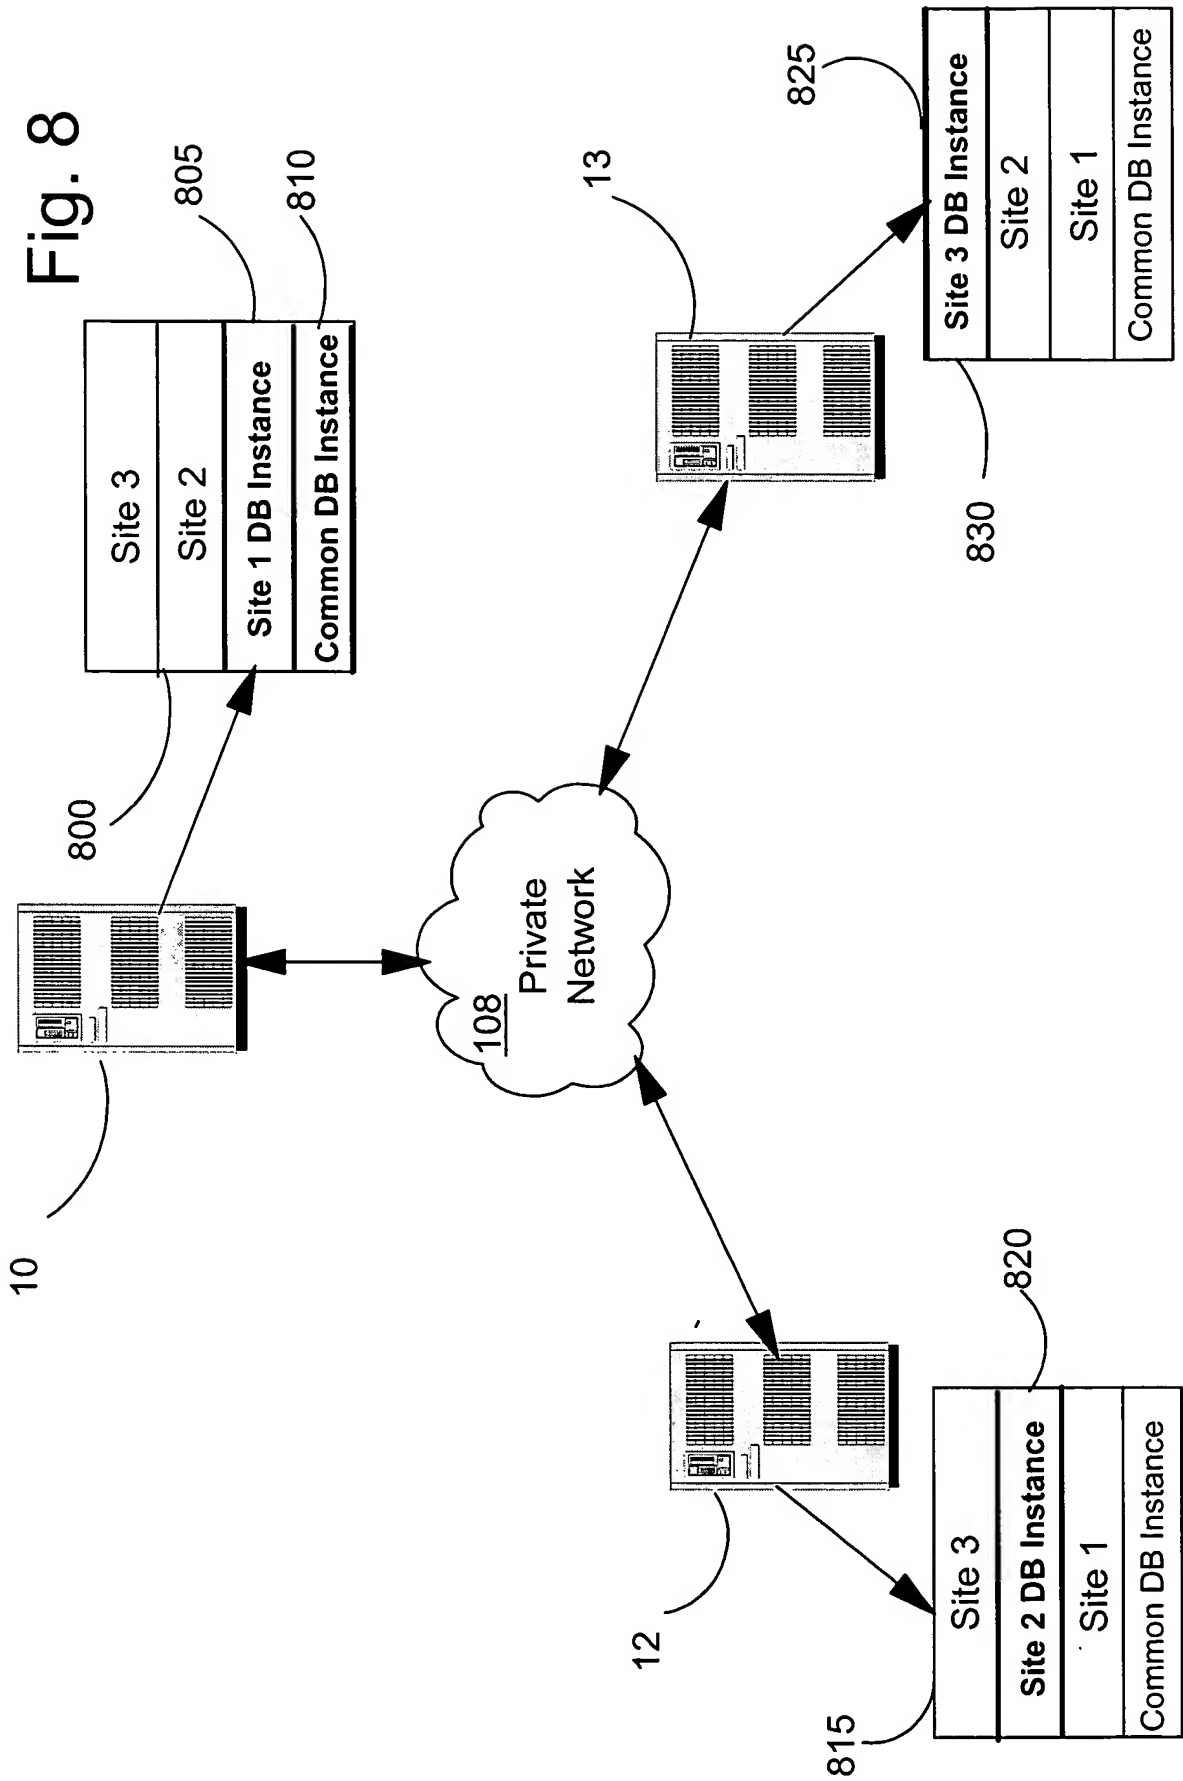 Fig. 8
10
800
Site 3
Site 2
Site 1 DB Instance
Common DB Instance
805
810
108
Private
Network
12
815
Site 3
Site 2 DB Instance
Site 1
Common DB Instance
820
13
825
Site 3 DB Instance
Site 2
Site 1
Common DB Instance
830